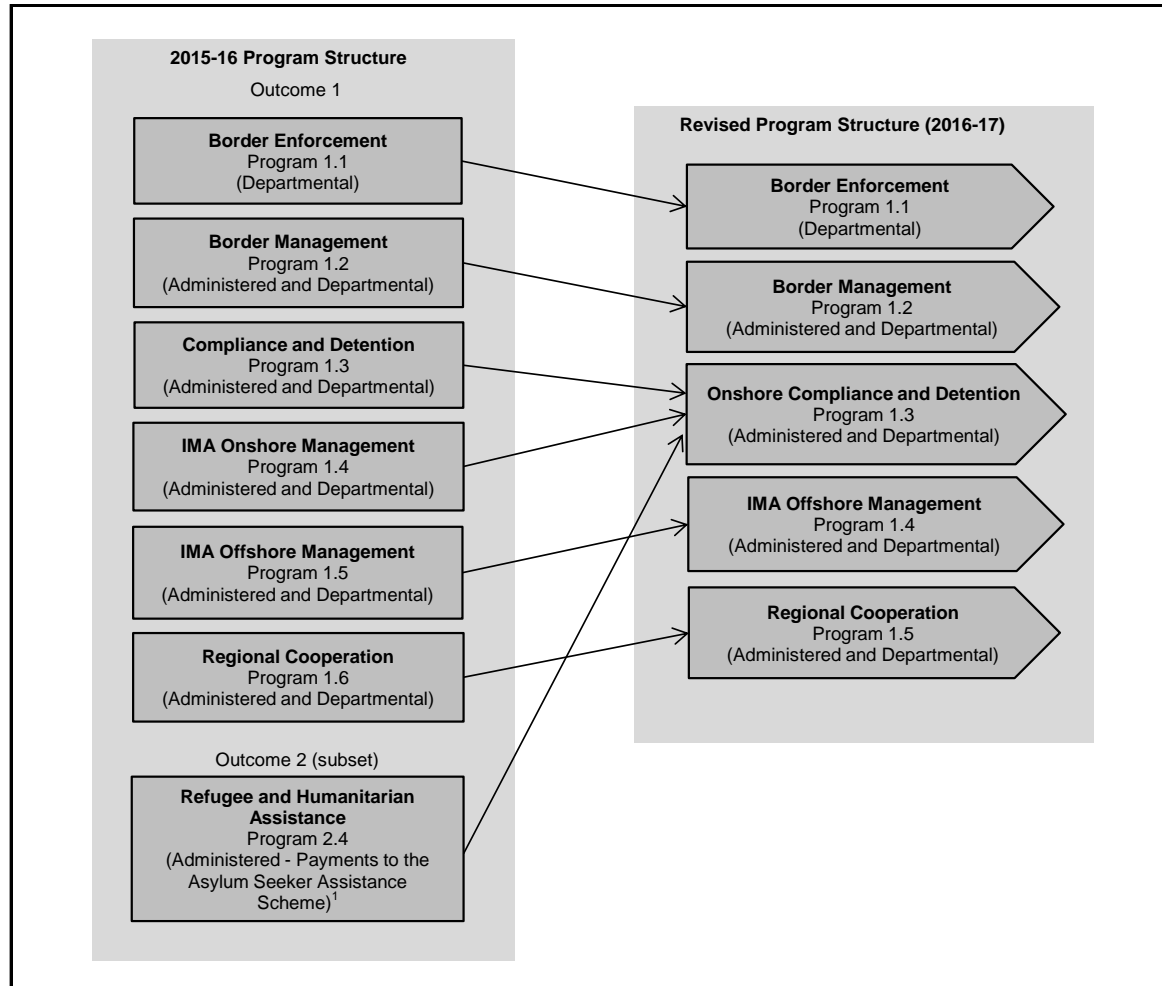 2015-16 Program Structure
Outcome 1
Border Enforcement
Program 1.1
(Departmental)
Border Management
Program 1.2
(Administered and Departmental)
Compliance and Detention
Program 1.3
(Administered and Departmental)
IMA Onshore Management
Program 1.4
(Administered and Departmental)
IMA Offshore Management
Program 1.5
(Administered and Departmental)
Regional Cooperation
Program 1.6
(Administered and Departmental)
Outcome 2 (subset)
Refugee and Humanitarian
Assistance
Program 2.4
(Administered - Payments to the
Asylum Seeker Assistance
Scheme)¹
Revised Program Structure (2016-17)
Border Enforcement
Program 1.1
(Departmental)
Border Management
Program 1.2
(Administered and Departmental)
Onshore Compliance and Detention
Program 1.3
(Administered and Departmental)
IMA Offshore Management
Program 1.4
(Administered and Departmental)
Regional Cooperation
Program 1.5
(Administered and Departmental)